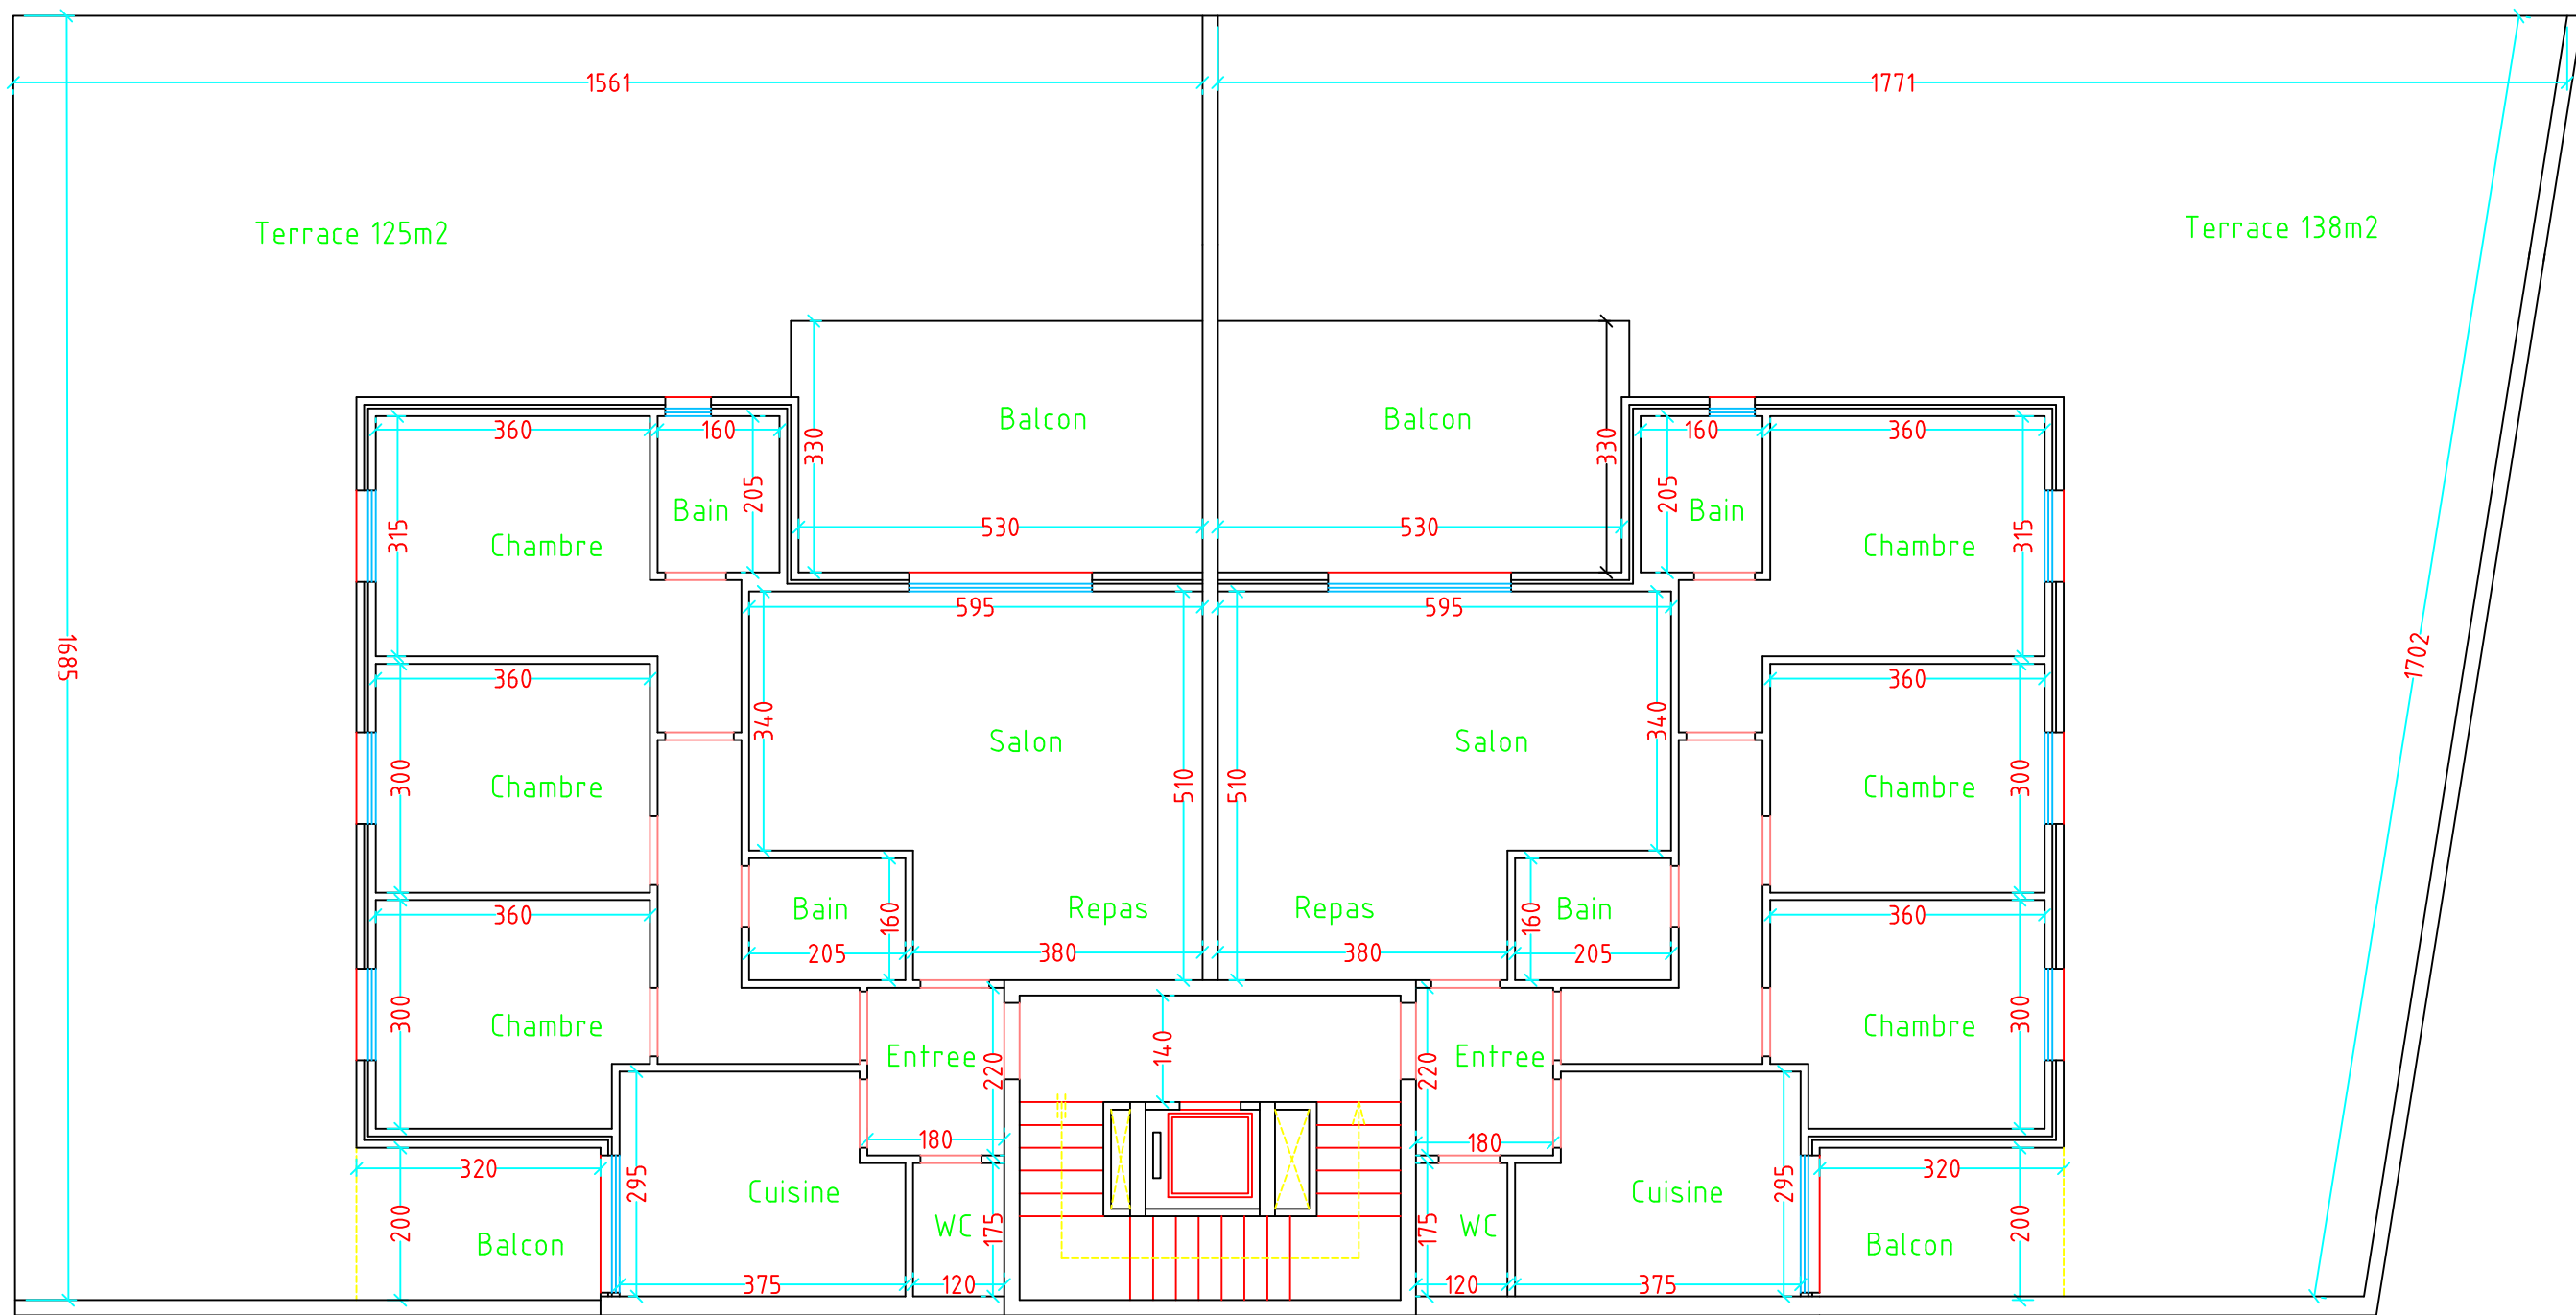 1561
1771
Terrace 125m2
Terrace 138m2
Balcon
Balcon
360
160
160
360
330
330
205
205
Bain
Bain
530
530
315
315
Chambre
Chambre
595
595
1685
1702
360
360
340
340
Salon
Salon
300
300
510
510
Chambre
Chambre
Bain
Repas
Repas
Bain
360
160
160
360
205
380
380
205
300
300
Chambre
Chambre
Entree
Entree
140
220
220
180
180
320
320
295
295
Cuisine
Cuisine
200
200
WC
WC
175
175
Balcon
Balcon
375
120
120
375